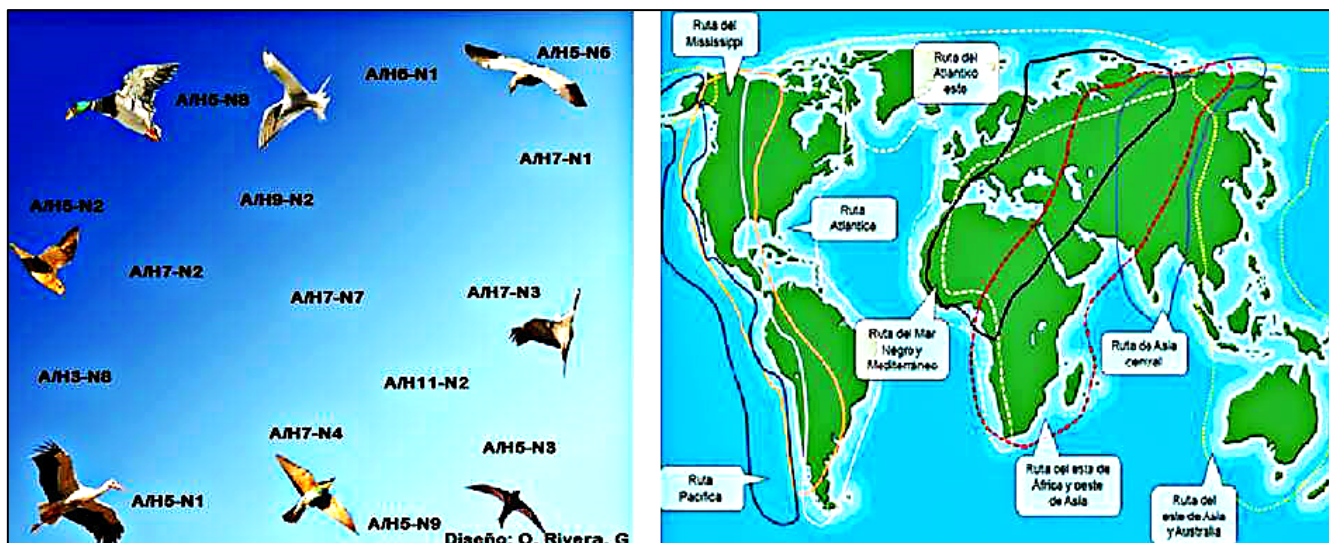 A/H5-N8
A/H6-N1
A/H5-N6
A/H7-N1
A/H5-N2
A/H9-N2
A/H7-N2
A/H7-N7
A/H7-N3
A/H3-N8
A/H11-N2
A/H7-N4
A/H5-N3
A/H5-N1
A/H5-N9
Diseño: O. Rivera. G
Ruta del
Mississippi
Ruta del
Atlantico
este
Ruta
Atlantica
Ruta del Mar
Negro y
Mediterráneo
Ruta de Asia
central
Ruta
Pacifica
Ruta del este de
África y oeste
de Asia
Ruta del
este de Asia
y Australia